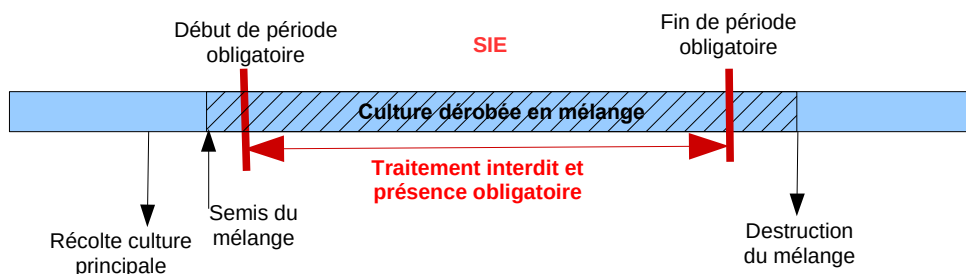 Début de période
obligatoire
SIE
Fin de période
obligatoire
Culture dérobée en mélange
Traitement interdit et
présence obligatoire
Semis du
mélange
Récolte culture
principale
Destruction
du mélange